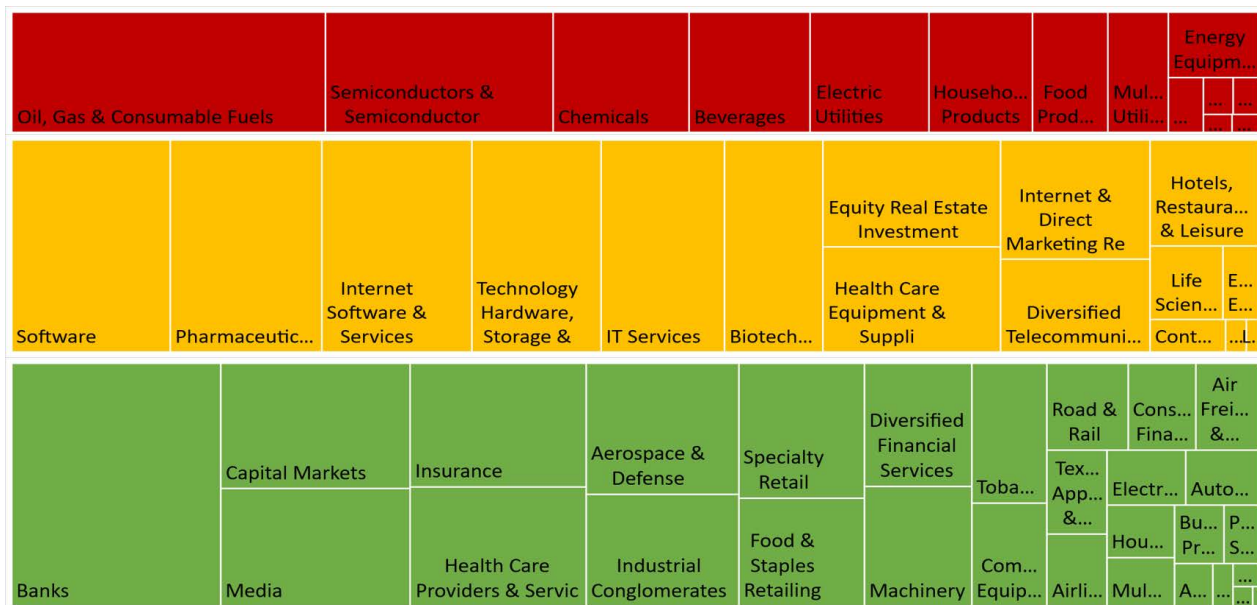 Oil, Gas & Consumable Fuels
Semiconductors &
Semiconductor
Chemicals
Beverages
Electric
Utilities
Househo...
Products
Food
Prod...
Mul...
Utili...
Energy
Equipm...
...
...
...
...
...
Software
Pharmaceutic...
Internet
Software &
Services
Technology
Hardware,
Storage &
IT Services
Biotech...
Equity Real Estate
Investment
Health Care
Equipment &
Suppli
Internet &
Direct
Marketing Re
Diversified
Telecommuni...
Hotels,
Restaura...
& Leisure
Life
Scien...
E...
E...
Cont...
...
L.
Banks
Capital Markets
Media
Insurance
Health Care
Providers & Servic
Aerospace &
Defense
Industrial
Conglomerates
Specialty
Retail
Food &
Staples
Retailing
Diversified
Financial
Services
Machinery
Toba...
Com...
Equip...
Road &
Rail
Cons...
Fina...
Air
Frei...
&...
Tex...
App...
&...
Electr...
Auto...
Airli...
Hou...
Mul...
Bu...
Pr...
P...
S...
A...
...
...
...